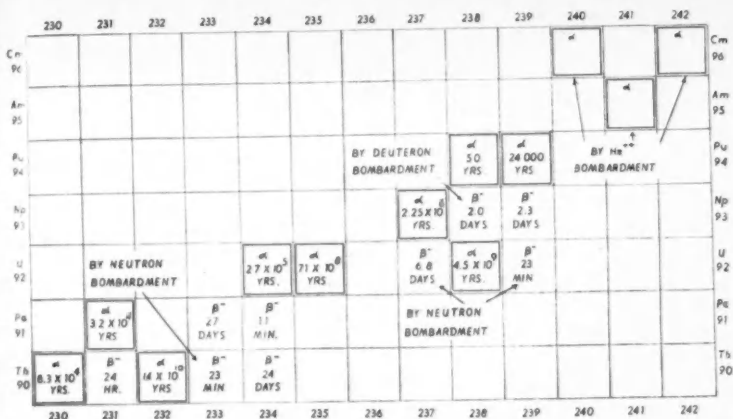 230 231 232 233 234 235 236 237 238 239 240 241 242
Cm α α Cm
96 96
Am α Am
95 95
Pu BY DEUTERON α α BY He++ Pu
94 BOMBARDMENT 50 24 000 BOMBARDMENT 94
YRS. YRS
Np α β⁻ β⁻ Np
93 2.25 X 10⁶ 2.0 2.3 93
YRS. DAYS DAYS
U BY NEUTRON α α β⁻ α β⁻ U
92 BOMBARDMENT 2.7 X 10⁵ 7.1 X 10⁸ 6.8 4.5 X 10⁹ 23 92
YRS. YRS. DAYS YRS. MIN
Pa α β⁻ β⁻ BY NEUTRON Pa
91 3.2 X 10⁴ 27 1.1 BOMBARDMENT 91
YRS DAYS MIN.
Th α β⁻ α β⁻ β⁻ Th
90 8.3 X 10⁴ 24 1.4 X 10¹⁰ 23 24 90
YRS. HR. YRS MIN. DAYS
230 231 232 233 234 235 236 237 238 239 240 241 242